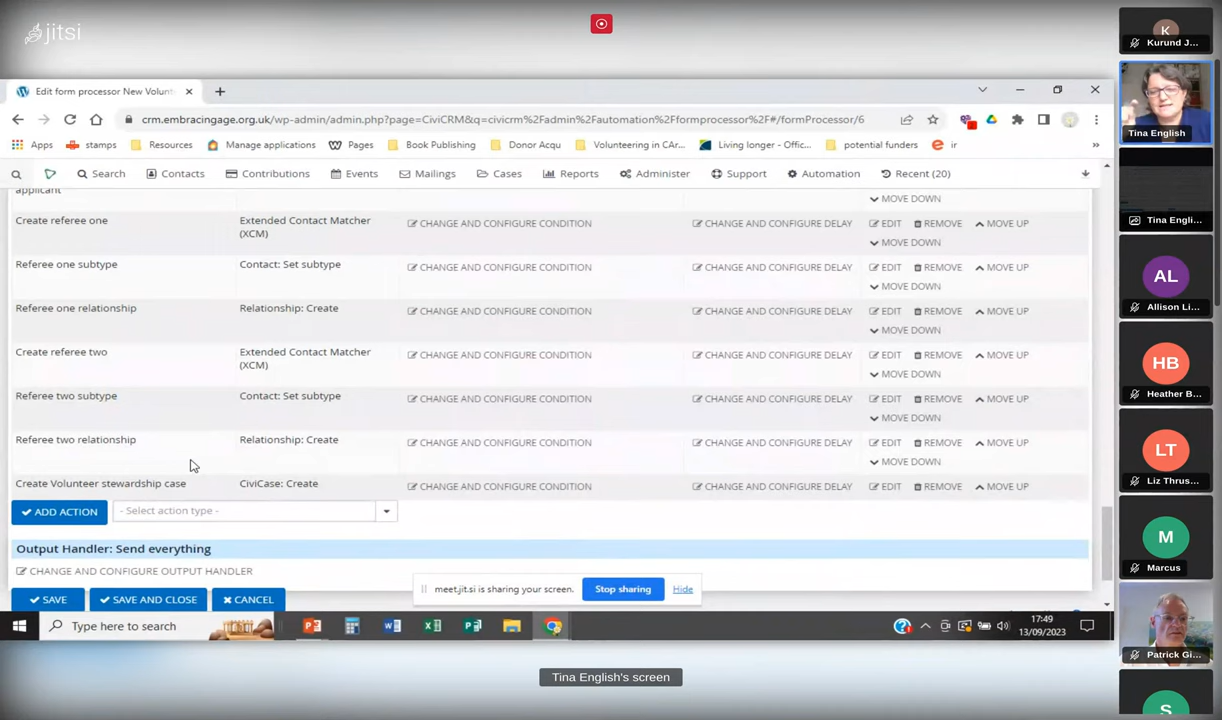 jitsi
Edit form processor New Volunt
crm.embracingage.org.uk/wp-admin/admin.php?page=CiviCRM&q=civicrm%2Fadmin%2Fautomation%2Fformprocessor%2F#/formProcessor/6
Apps stamps Resources Manage applications Pages Book Publishing Donor Acqu Volunteering in CAr... Living longer - Offic... potential funders ir »
Search Contacts Contributions Events Mailings Cases Reports Administer Support Automation Recent (20)
applicant
MOVE DOWN
Create referee one Extended Contact Matcher (XCM) CHANGE AND CONFIGURE CONDITION CHANGE AND CONFIGURE DELAY EDIT REMOVE MOVE UP
MOVE DOWN
Referee one subtype Contact: Set subtype CHANGE AND CONFIGURE CONDITION CHANGE AND CONFIGURE DELAY EDIT REMOVE MOVE UP
MOVE DOWN
Referee one relationship Relationship: Create CHANGE AND CONFIGURE CONDITION CHANGE AND CONFIGURE DELAY EDIT REMOVE MOVE UP
MOVE DOWN
Create referee two Extended Contact Matcher (XCM) CHANGE AND CONFIGURE CONDITION CHANGE AND CONFIGURE DELAY EDIT REMOVE MOVE UP
MOVE DOWN
Referee two subtype Contact: Set subtype CHANGE AND CONFIGURE CONDITION CHANGE AND CONFIGURE DELAY EDIT REMOVE MOVE UP
MOVE DOWN
Referee two relationship Relationship: Create CHANGE AND CONFIGURE CONDITION CHANGE AND CONFIGURE DELAY EDIT REMOVE MOVE UP
MOVE DOWN
Create Volunteer stewardship case CiviCase: Create CHANGE AND CONFIGURE CONDITION CHANGE AND CONFIGURE DELAY EDIT REMOVE MOVE UP
ADD ACTION - Select action type -
Output Handler: Send everything
CHANGE AND CONFIGURE OUTPUT HANDLER
meet.jit.si is sharing your screen. Stop sharing Hide
SAVE SAVE AND CLOSE CANCEL
Type here to search
17:49
13/09/2023
Tina English's screen
K
Kurund J...
Tina English
Tina Engli...
AL
Allison Li...
HB
Heather B...
LT
Liz Thrus...
M
Marcus
Patrick Gi...
S